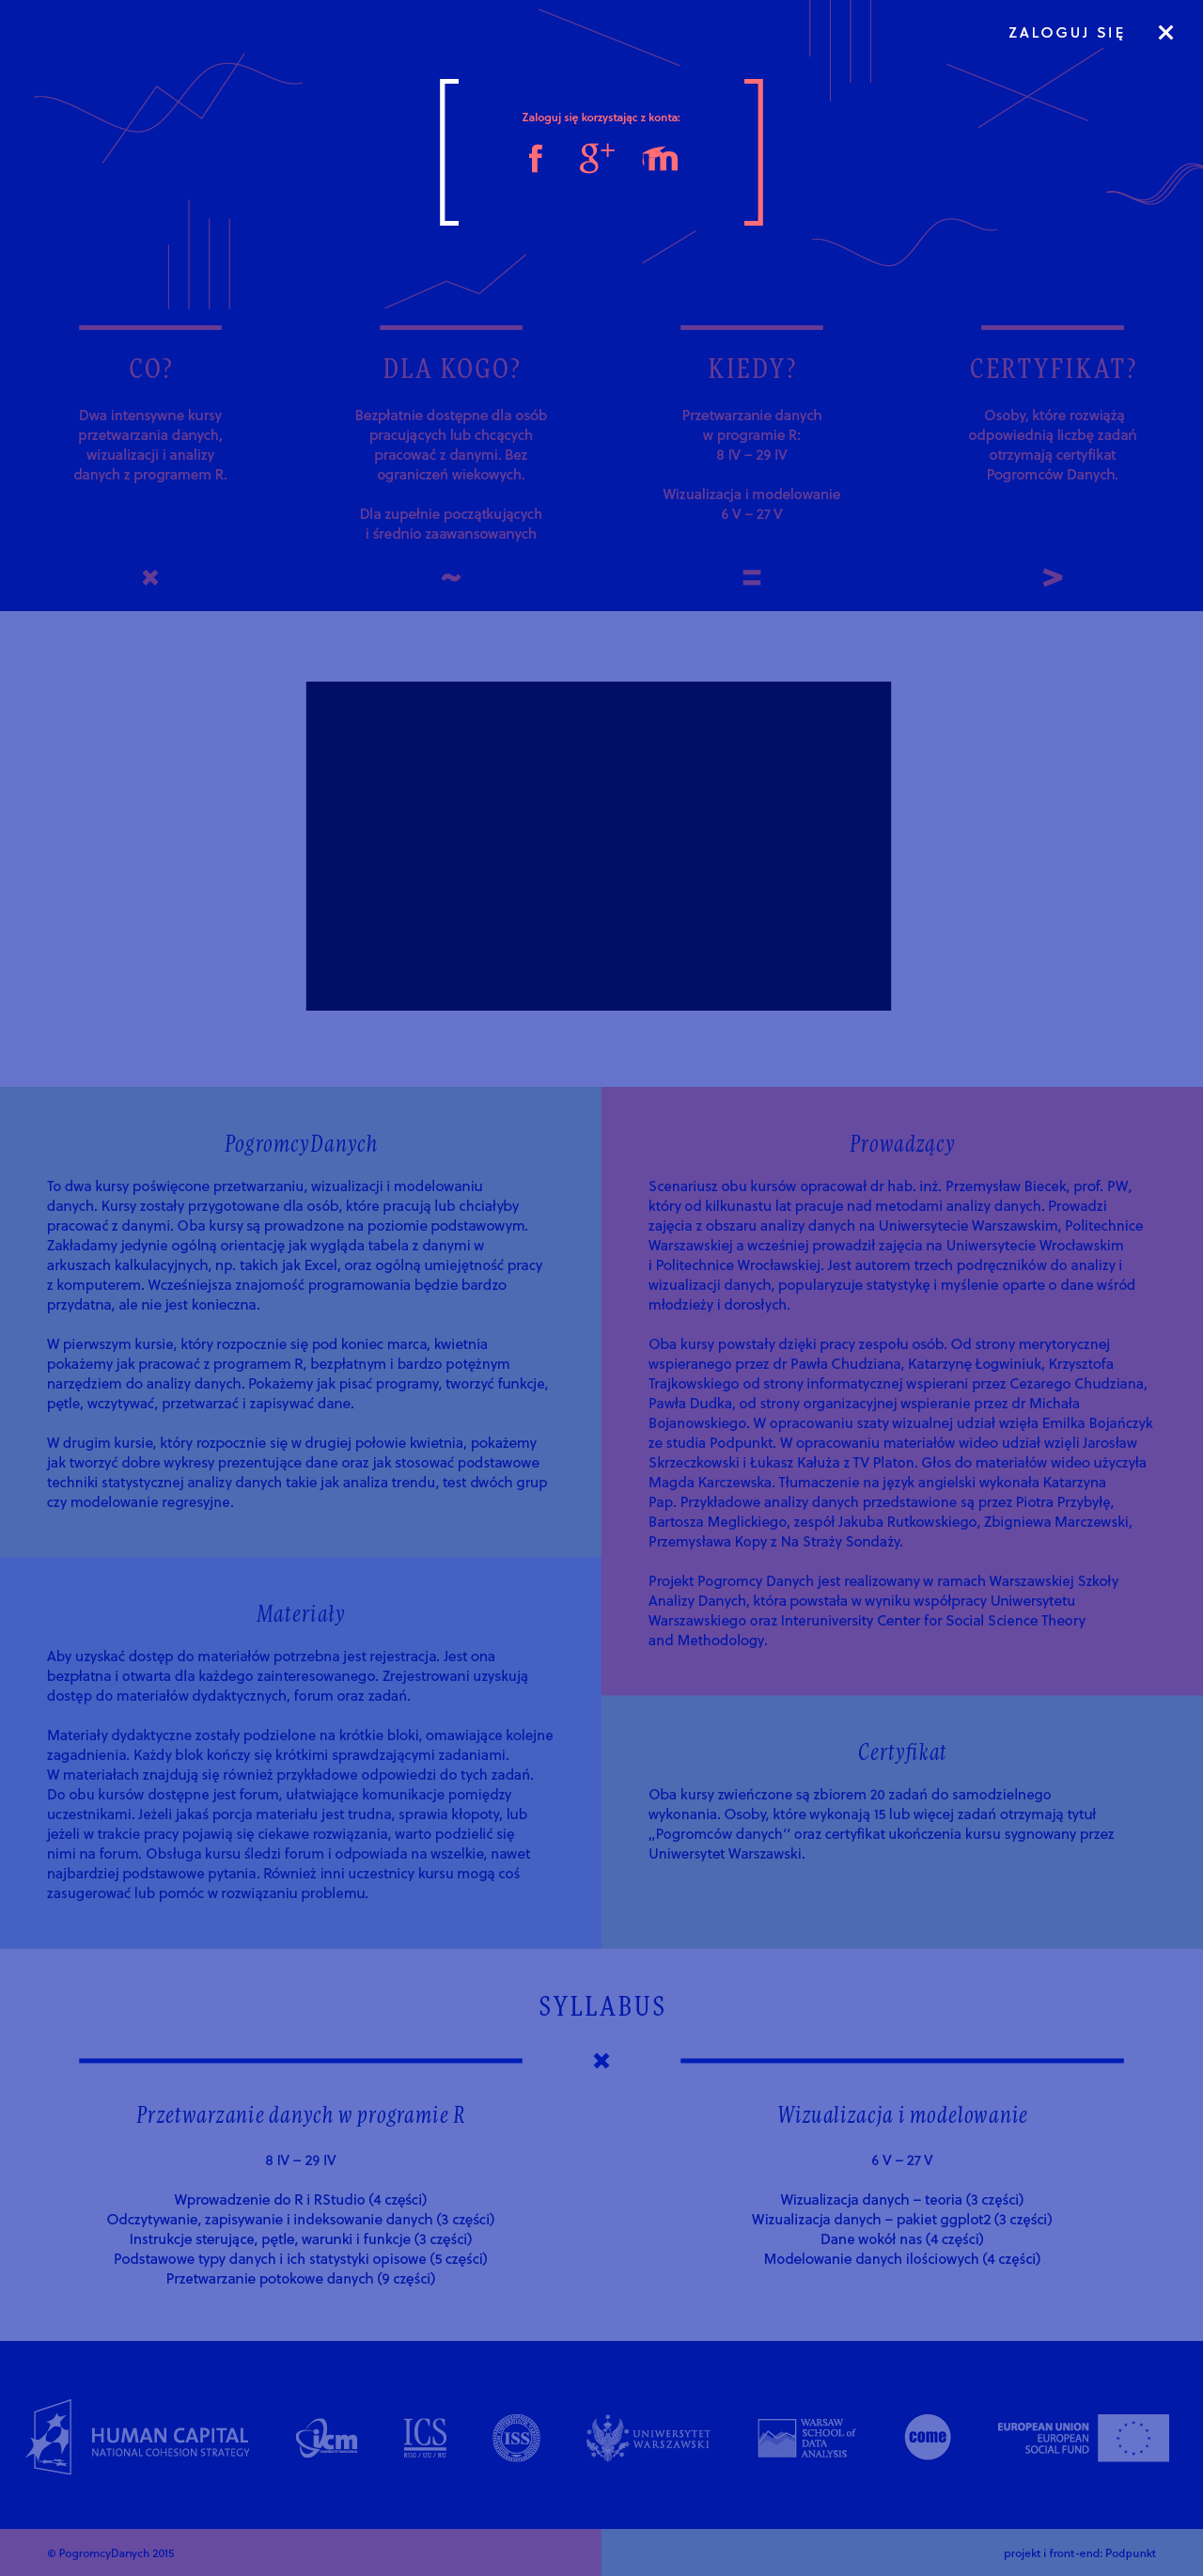 ZALOGUJ SIĘ ×
Zaloguj się korzystając z konta:
f g+ m
CO?
Dwa intensywne kursy
przetwarzania danych,
wizualizacji i analizy
danych z programem R.
×
DLA KOGO?
Bezpłatnie dostępne dla osób
pracujących lub chcących
pracować z danymi. Bez
ograniczeń wiekowych.
Dla zupełnie początkujących
i średnio zaawansowanych
~
KIEDY?
Przetwarzanie danych
w programie R:
8 IV – 29 IV
Wizualizacja i modelowanie
6 V – 27 V
=
CERTYFIKAT?
Osoby, które rozwiążą
odpowiednią liczbę zadań
otrzymają certyfikat
Pogromców Danych.
>
PogromcyDanych
To dwa kursy poświęcone przetwarzaniu, wizualizacji i modelowaniu
danych. Kursy zostały przygotowane dla osób, które pracują lub chciałyby
pracować z danymi. Oba kursy są prowadzone na poziomie podstawowym.
Zakładamy jedynie ogólną orientację jak wygląda tabela z danymi w
arkuszach kalkulacyjnych, np. takich jak Excel, oraz ogólną umiejętność pracy
z komputerem. Wcześniejsza znajomość programowania będzie bardzo
przydatna, ale nie jest konieczna.
W pierwszym kursie, który rozpocznie się pod koniec marca, kwietnia
pokażemy jak pracować z programem R, bezpłatnym i bardzo potężnym
narzędziem do analizy danych. Pokażemy jak pisać programy, tworzyć funkcje,
pętle, wczytywać, przetwarzać i zapisywać dane.
W drugim kursie, który rozpocznie się w drugiej połowie kwietnia, pokażemy
jak tworzyć dobre wykresy prezentujące dane oraz jak stosować podstawowe
techniki statystycznej analizy danych takie jak analiza trendu, test dwóch grup
czy modelowanie regresyjne.
Materiały
Aby uzyskać dostęp do materiałów potrzebna jest rejestracja. Jest ona
bezpłatna i otwarta dla każdego zainteresowanego. Zrejestrowani uzyskują
dostęp do materiałów dydaktycznych, forum oraz zadań.
Materiały dydaktyczne zostały podzielone na krótkie bloki, omawiające kolejne
zagadnienia. Każdy blok kończy się krótkimi sprawdzającymi zadaniami.
W materiałach znajdują się również przykładowe odpowiedzi do tych zadań.
Do obu kursów dostępne jest forum, ułatwiające komunikacje pomiędzy
uczestnikami. Jeżeli jakaś porcja materiału jest trudna, sprawia kłopoty, lub
jeżeli w trakcie pracy pojawią się ciekawe rozwiązania, warto podzielić się
nimi na forum. Obsługa kursu śledzi forum i odpowiada na wszelkie, nawet
najbardziej podstawowe pytania. Również inni uczestnicy kursu mogą coś
zasugerować lub pomóc w rozwiązaniu problemu.
Prowadzący
Scenariusz obu kursów opracował dr hab. inż. Przemysław Biecek, prof. PW,
który od kilkunastu lat pracuje nad metodami analizy danych. Prowadzi
zajęcia z obszaru analizy danych na Uniwersytecie Warszawskim, Politechnice
Warszawskiej a wcześniej prowadził zajęcia na Uniwersytecie Wrocławskim
i Politechnice Wrocławskiej. Jest autorem trzech podręczników do analizy i
wizualizacji danych, popularyzuje statystykę i myślenie oparte o dane wśród
młodzieży i dorosłych.
Oba kursy powstały dzięki pracy zespołu osób. Od strony merytorycznej
wspieranego przez dr Pawła Chudziana, Katarzynę Łogwiniuk, Krzysztofa
Trajkowskiego od strony informatycznej wspierani przez Cezarego Chudziana,
Pawła Dudka, od strony organizacyjnej wspieranie przez dr Michała
Bojanowskiego. W opracowaniu szaty wizualnej udział wzięła Emilka Bojańczyk
ze studia Podpunkt. W opracowaniu materiałów wideo udział wzięli Jarosław
Skrzeczkowski i Łukasz Kałuża z TV Platon. Głos do materiałów wideo użyczyła
Magda Karczewska. Tłumaczenie na język angielski wykonała Katarzyna
Pap. Przykładowe analizy danych przedstawione są przez Piotra Przybyłę,
Bartosza Meglickiego, zespół Jakuba Rutkowskiego, Zbigniewa Marczewski,
Przemysława Kopy z Na Straży Sondaży.
Projekt Pogromcy Danych jest realizowany w ramach Warszawskiej Szkoły
Analizy Danych, która powstała w wyniku współpracy Uniwersytetu
Warszawskiego oraz Interuniversity Center for Social Science Theory
and Methodology.
Certyfikat
Oba kursy zwieńczone są zbiorem 20 zadań do samodzielnego
wykonania. Osoby, które wykonają 15 lub więcej zadań otrzymają tytuł
„Pogromców danych’’ oraz certyfikat ukończenia kursu sygnowany przez
Uniwersytet Warszawski.
SYLLABUS
×
Przetwarzanie danych w programie R
8 IV – 29 IV
Wprowadzenie do R i RStudio (4 części)
Odczytywanie, zapisywanie i indeksowanie danych (3 części)
Instrukcje sterujące, pętle, warunki i funkcje (3 części)
Podstawowe typy danych i ich statystyki opisowe (5 części)
Przetwarzanie potokowe danych (9 części)
Wizualizacja i modelowanie
6 V – 27 V
Wizualizacja danych – teoria (3 części)
Wizualizacja danych – pakiet ggplot2 (3 części)
Dane wokół nas (4 części)
Modelowanie danych ilościowych (4 części)
HUMAN CAPITAL
NATIONAL COHESION STRATEGY
icm
ICS
RUG / UU / RU
ISS
UNIWERSYTET
WARSZAWSKI
WARSAW
SCHOOL of
DATA
ANALYSIS
come
EUROPEAN UNION
EUROPEAN
SOCIAL FUND
© PogromcyDanych 2015
projekt i front-end: Podpunkt